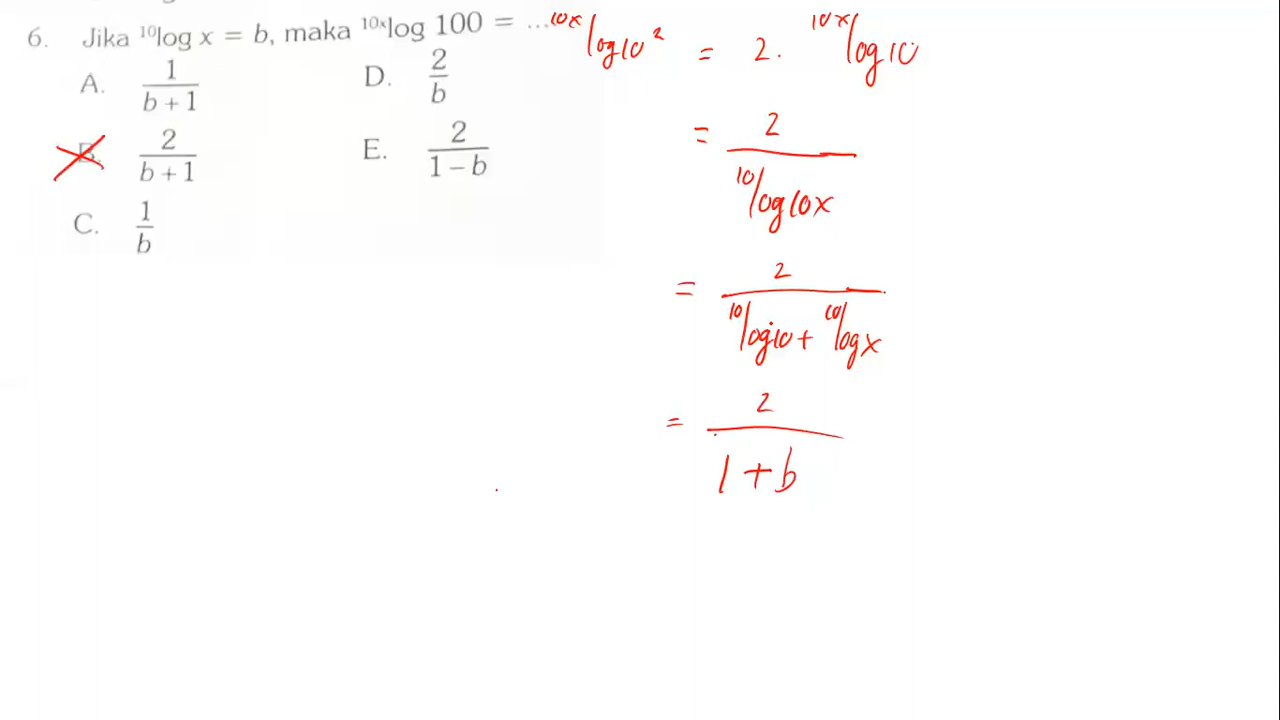 6. Jika ¹⁰log x = b, maka ¹⁰ˣlog 100 = ...
A. 1/(b + 1)
B. 2/(b + 1)
C. 1/b
D. 2/b
E. 2/(1 – b)
¹⁰ˣlog 10² = 2 · ¹⁰ˣlog 10
= 2/(¹⁰log 10x)
= 2/(¹⁰log 10 + ¹⁰log x)
= 2/(1 + b)